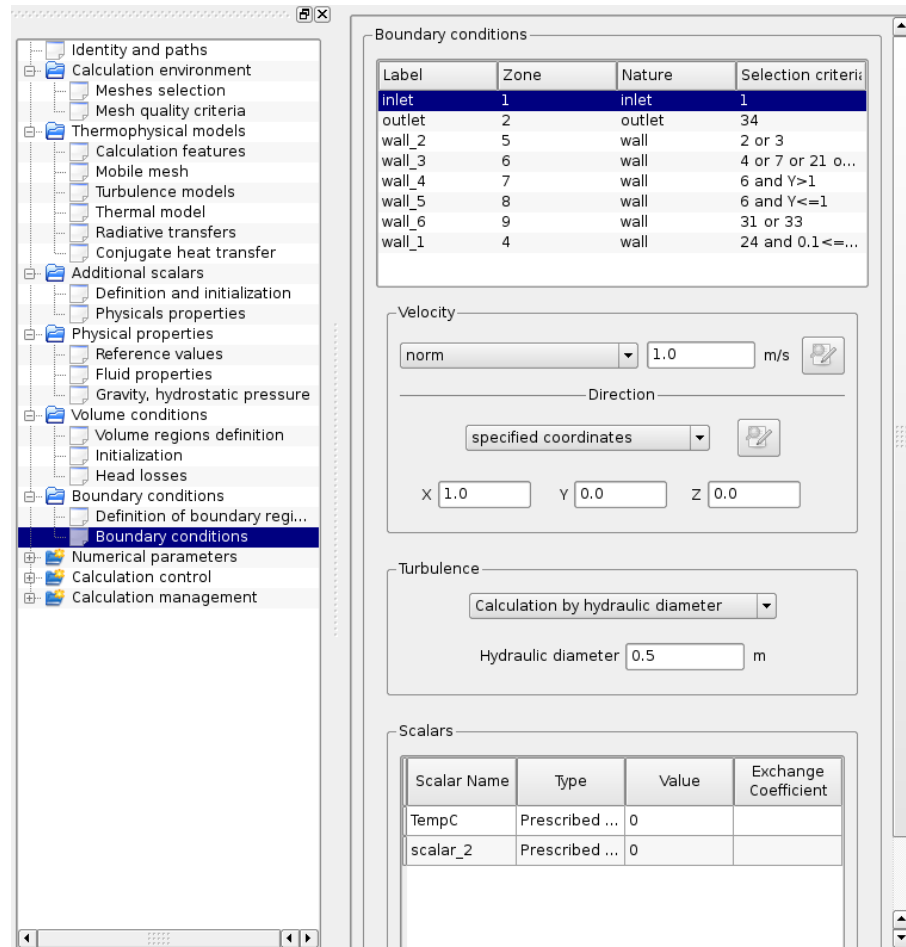 Identity and paths
Calculation environment
Meshes selection
Mesh quality criteria
Thermophysical models
Calculation features
Mobile mesh
Turbulence models
Thermal model
Radiative transfers
Conjugate heat transfer
Additional scalars
Definition and initialization
Physicals properties
Physical properties
Reference values
Fluid properties
Gravity, hydrostatic pressure
Volume conditions
Volume regions definition
Initialization
Head losses
Boundary conditions
Definition of boundary regi...
Boundary conditions
Numerical parameters
Calculation control
Calculation management
Boundary conditions
Label Zone Nature Selection criteria
inlet 1 inlet 1
outlet 2 outlet 34
wall_2 5 wall 2 or 3
wall_3 6 wall 4 or 7 or 21 o...
wall_4 7 wall 6 and Y>1
wall_5 8 wall 6 and Y<=1
wall_6 9 wall 31 or 33
wall_1 4 wall 24 and 0.1<=...
Velocity
norm 1.0 m/s
Direction
specified coordinates
X 1.0 Y 0.0 Z 0.0
Turbulence
Calculation by hydraulic diameter
Hydraulic diameter 0.5 m
Scalars
Scalar Name Type Value Exchange Coefficient
TempC Prescribed ... 0
scalar_2 Prescribed ... 0